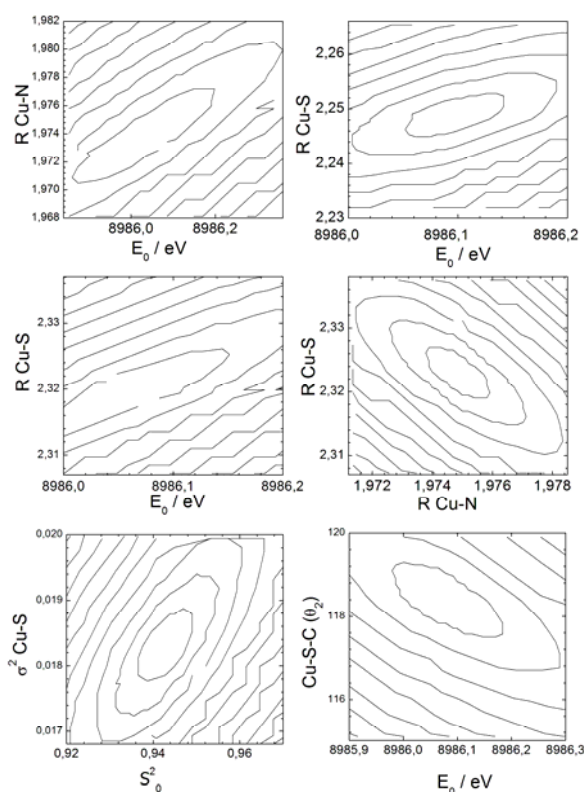 1,982
1,980
1,978
1,976
1,974
1,972
1,970
1,968
R Cu-N
8986,0 8986,2
E₀ / eV
2,26
2,25
2,24
2,23
R Cu-S
8986,0 8986,1 8986,2
E₀ / eV
2,33
2,32
2,31
R Cu-S
8986,0 8986,1 8986,2
E₀ / eV
2,33
2,32
2,31
R Cu-S
1,972 1,974 1,976 1,978
R Cu-N
0,020
0,019
0,018
0,017
σ² Cu-S
0,92 0,94 0,96
S²₀
120
118
116
Cu-S-C (θ₂)
8985,9 8986,0 8986,1 8986,2 8986,3
E₀ / eV